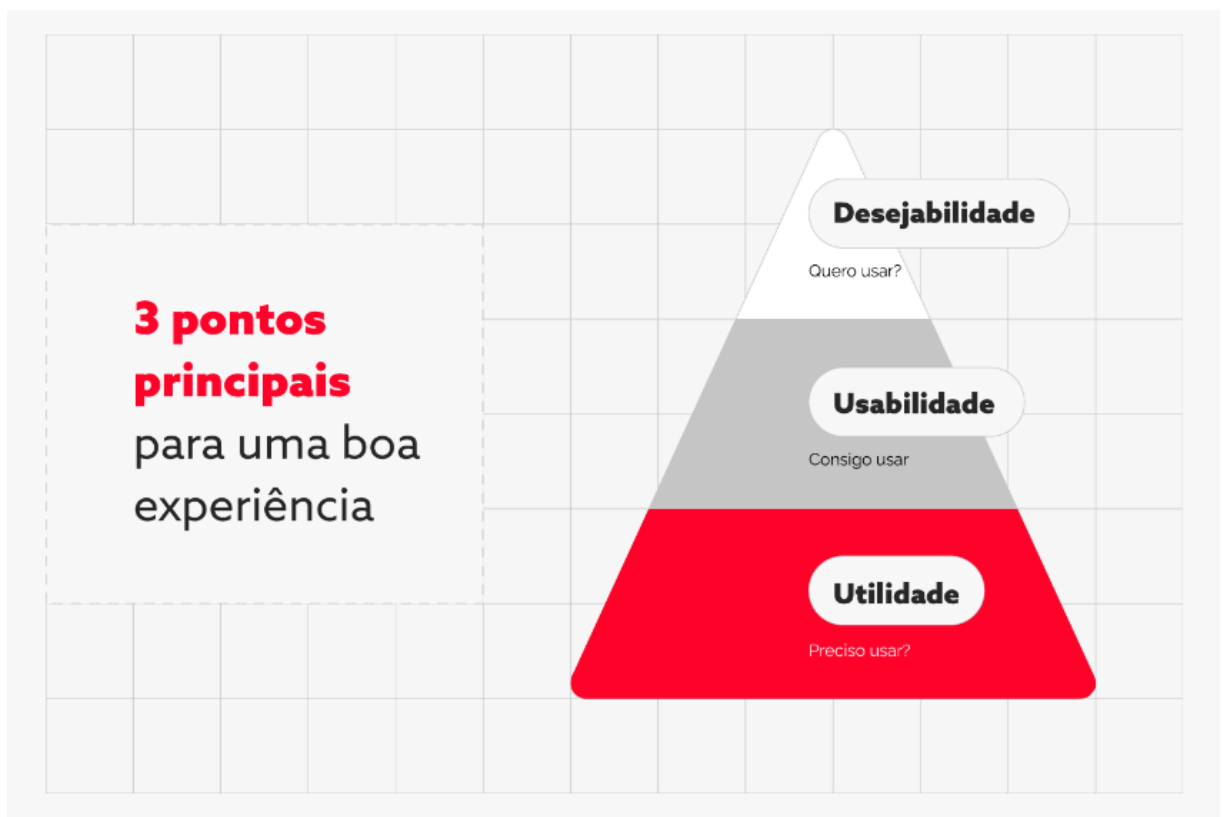 3 pontos
principais
para uma boa
experiência
Desejabilidade
Quero usar?
Usabilidade
Consigo usar
Utilidade
Preciso usar?